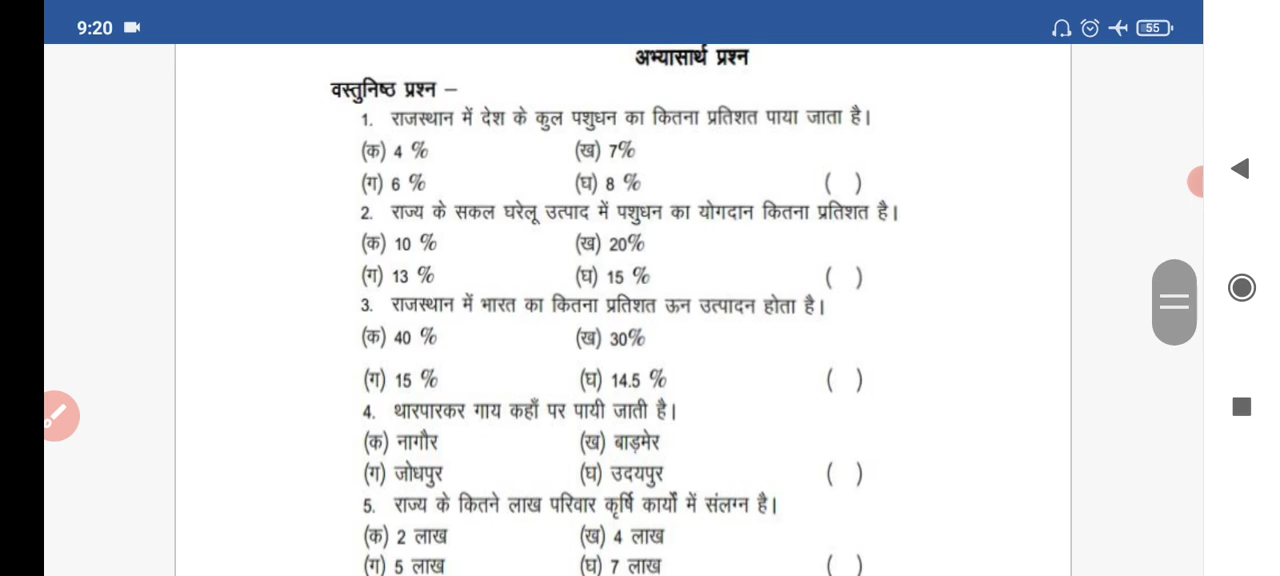 9:20 55
अभ्यासार्थ प्रश्न
वस्तुनिष्ठ प्रश्न –
1. राजस्थान में देश के कुल पशुधन का कितना प्रतिशत पाया जाता है।
(क) 4 % (ख) 7%
(ग) 6 % (घ) 8 % ( )
2. राज्य के सकल घरेलू उत्पाद में पशुधन का योगदान कितना प्रतिशत है।
(क) 10 % (ख) 20%
(ग) 13 % (घ) 15 % ( )
3. राजस्थान में भारत का कितना प्रतिशत ऊन उत्पादन होता है।
(क) 40 % (ख) 30%
(ग) 15 % (घ) 14.5 % ( )
4. थारपारकर गाय कहाँ पर पायी जाती है।
(क) नागौर (ख) बाड़मेर
(ग) जोधपुर (घ) उदयपुर ( )
5. राज्य के कितने लाख परिवार कृर्षि कार्यों में संलग्न है।
(क) 2 लाख (ख) 4 लाख
(ग) 5 लाख (घ) 7 लाख ( )